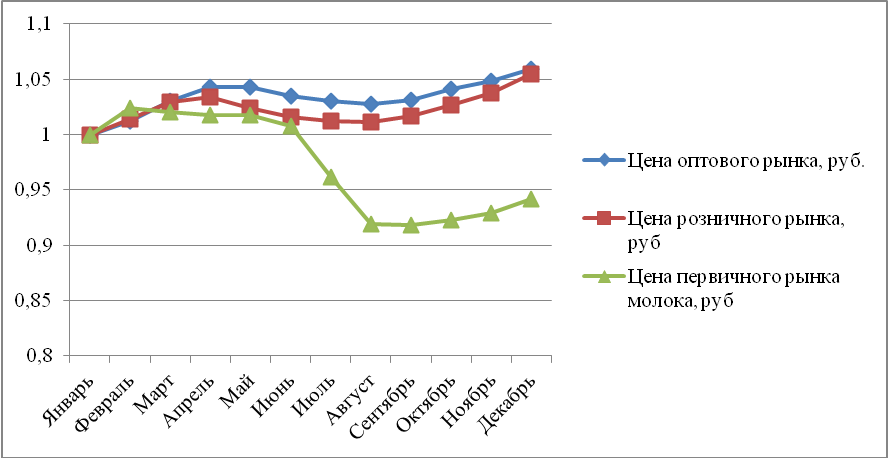 1,1
1,05
1
0,95
0,9
0,85
0,8
Январь
Февраль
Март
Апрель
Май
Июнь
Июль
Август
Сентябрь
Октябрь
Ноябрь
Декабрь
Цена оптового рынка, руб.
Цена розничного рынка,
руб
Цена первичного рынка
молока, руб